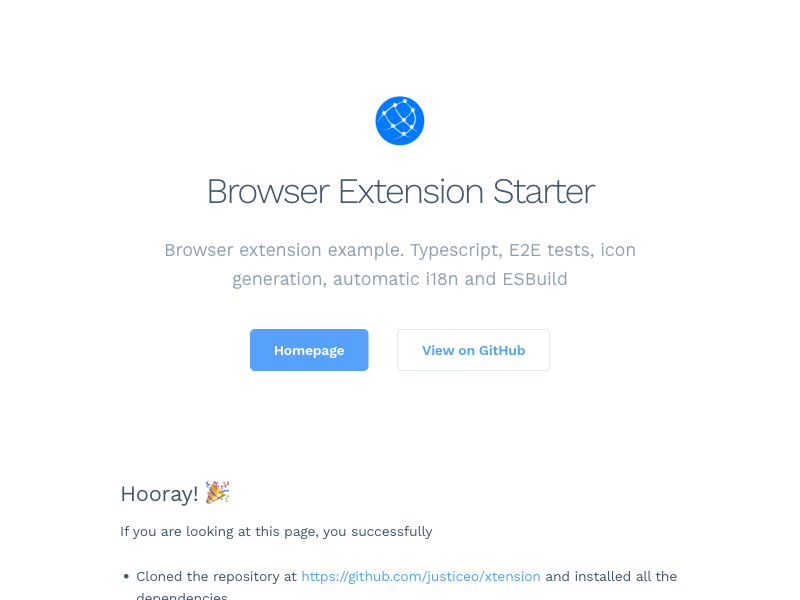 Browser Extension Starter
Browser extension example. Typescript, E2E tests, icon
generation, automatic i18n and ESBuild
Homepage
View on GitHub
Hooray! 🎉
If you are looking at this page, you successfully
• Cloned the repository at https://github.com/justiceo/xtension and installed all the
dependencies